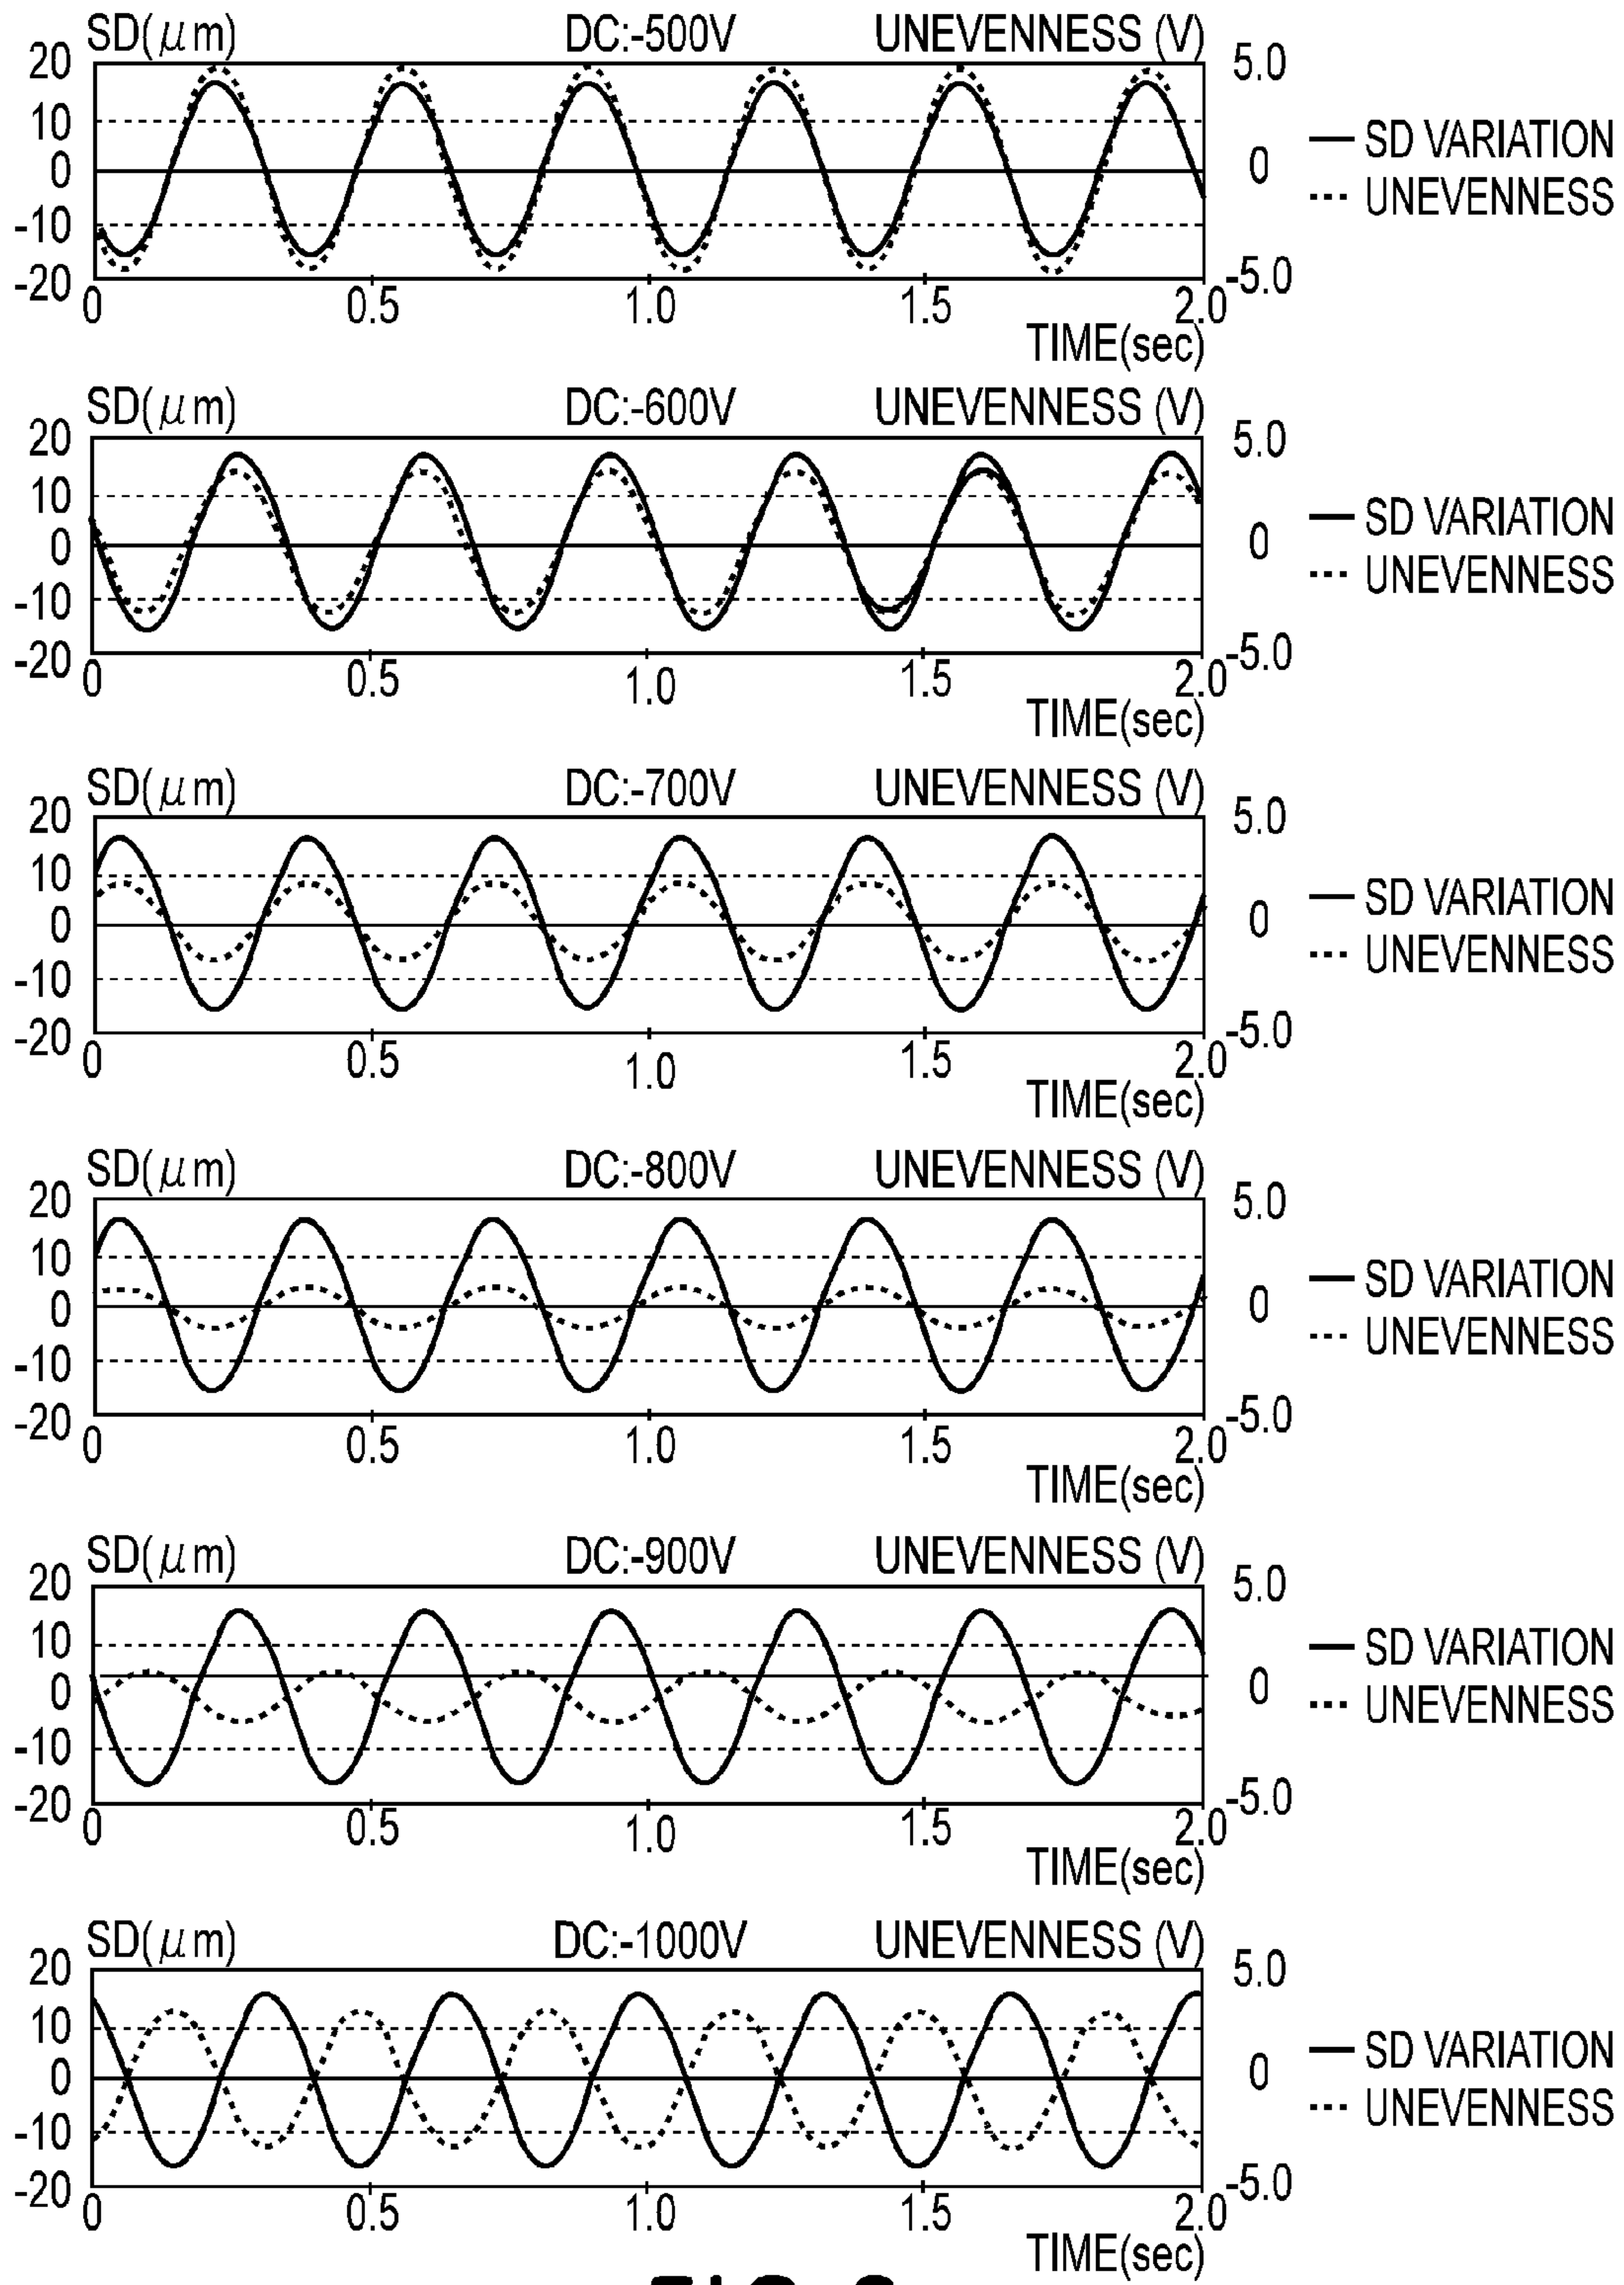 SD(μm) DC:-500V UNEVENNESS (V)
20 5.0
10
0 0
-10
-20 -5.0
0 0.5 1.0 1.5 2.0
TIME(sec)
SD VARIATION
UNEVENNESS
SD(μm) DC:-600V UNEVENNESS (V)
20 5.0
10
0 0
-10
-20 -5.0
0 0.5 1.0 1.5 2.0
TIME(sec)
SD VARIATION
UNEVENNESS
SD(μm) DC:-700V UNEVENNESS (V)
20 5.0
10
0 0
-10
-20 -5.0
0 0.5 1.0 1.5 2.0
TIME(sec)
SD VARIATION
UNEVENNESS
SD(μm) DC:-800V UNEVENNESS (V)
20 5.0
10
0 0
-10
-20 -5.0
0 0.5 1.0 1.5 2.0
TIME(sec)
SD VARIATION
UNEVENNESS
SD(μm) DC:-900V UNEVENNESS (V)
20 5.0
10
0 0
-10
-20 -5.0
0 0.5 1.0 1.5 2.0
TIME(sec)
SD VARIATION
UNEVENNESS
SD(μm) DC:-1000V UNEVENNESS (V)
20 5.0
10
0 0
-10
-20 -5.0
0 0.5 1.0 1.5 2.0
TIME(sec)
SD VARIATION
UNEVENNESS